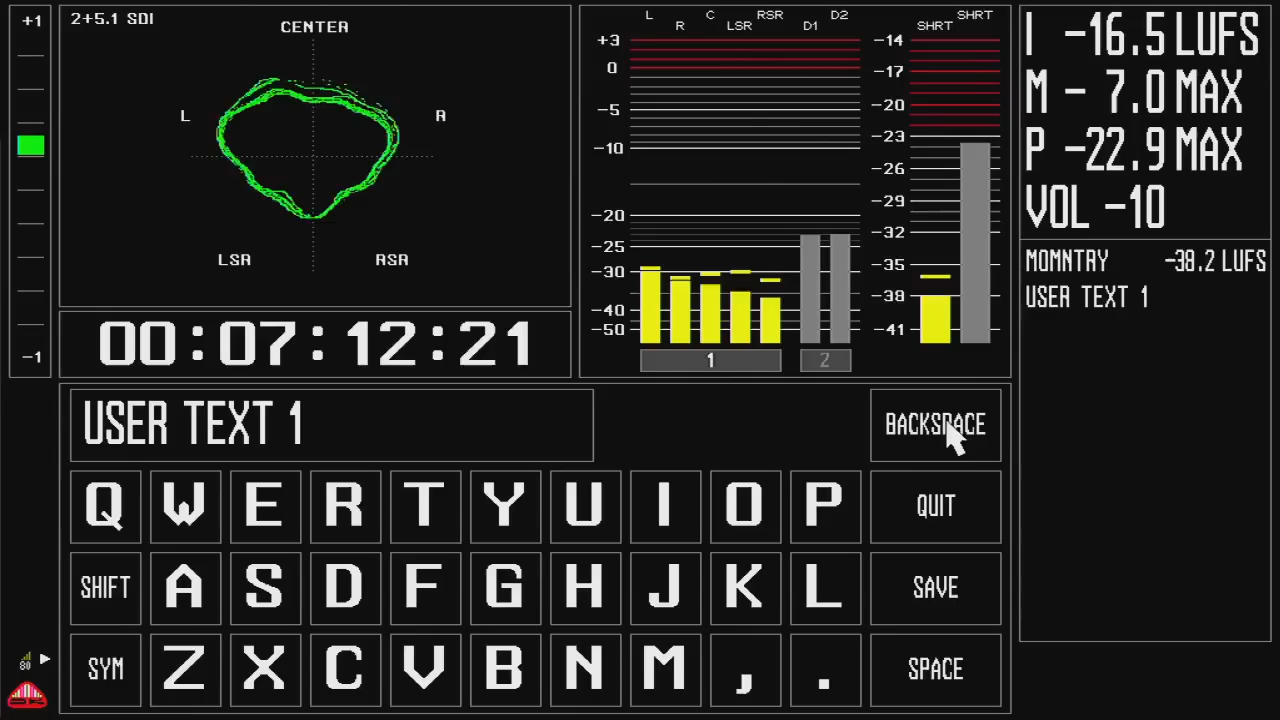 +1
2+5.1 SDI
CENTER
L
R
LSR
RSR
-1
00:07:12:21
L R C LSR RSR D1 D2
+3
0
-5
-10
-20
-25
-30
-40
-50
1
2
SHRT SHRT
-14
-17
-20
-23
-26
-29
-32
-35
-38
-41
I -16.5 LUFS
M - 7.0 MAX
P -22.9 MAX
VOL -10
MOMNTRY -38.2 LUFS
USER TEXT 1
USER TEXT 1
BACKSPACE
Q W E R T Y U I O P QUIT
SHIFT A S D F G H J K L SAVE
SYM Z X C V B N M , . SPACE
80